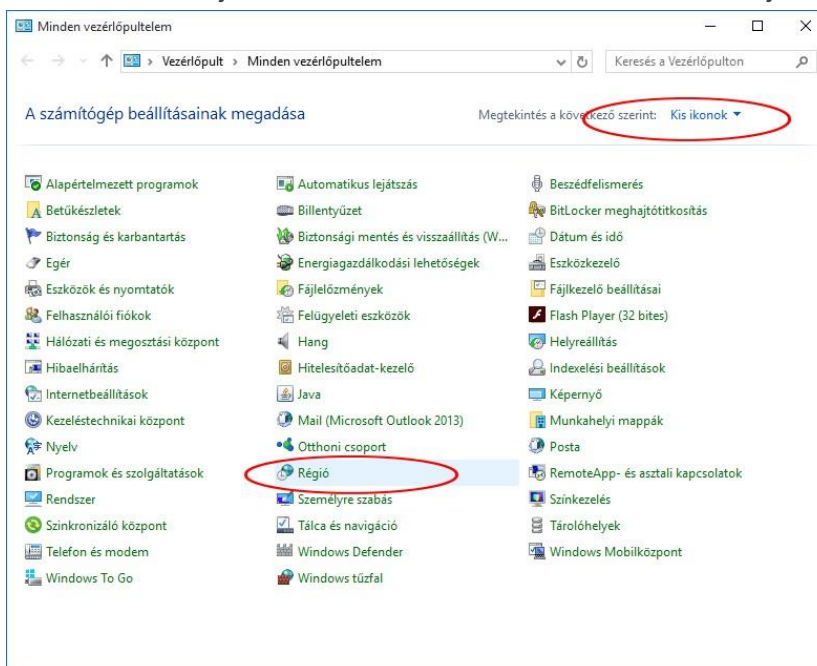 Minden vezérlőpultelem
Vezérlőpult › Minden vezérlőpultelem
Keresés a Vezérlőpulton
A számítógép beállításainak megadása
Megtekintés a következő szerint: Kis ikonok
Alapértelmezett programok
Automatikus lejátszás
Beszédfelismerés
Betűkészletek
Billentyűzet
BitLocker meghajtótitkosítás
Biztonság és karbantartás
Biztonsági mentés és visszaállítás (W...
Dátum és idő
Egér
Energiagazdálkodási lehetőségek
Eszközkezelő
Eszközök és nyomtatók
Fájlelőzmények
Fájlkezelő beállításai
Felhasználói fiókok
Felügyeleti eszközök
Flash Player (32 bites)
Hálózati és megosztási központ
Hang
Helyreállítás
Hibaelhárítás
Hitelesítőadat-kezelő
Indexelési beállítások
Internetbeállítások
Java
Képernyő
Kezeléstechnikai központ
Mail (Microsoft Outlook 2013)
Munkahelyi mappák
Nyelv
Otthoni csoport
Posta
Programok és szolgáltatások
Régió
RemoteApp- és asztali kapcsolatok
Rendszer
Személyre szabás
Színkezelés
Szinkronizáló központ
Tálca és navigáció
Tárolóhelyek
Telefon és modem
Windows Defender
Windows Mobilközpont
Windows To Go
Windows tűzfal